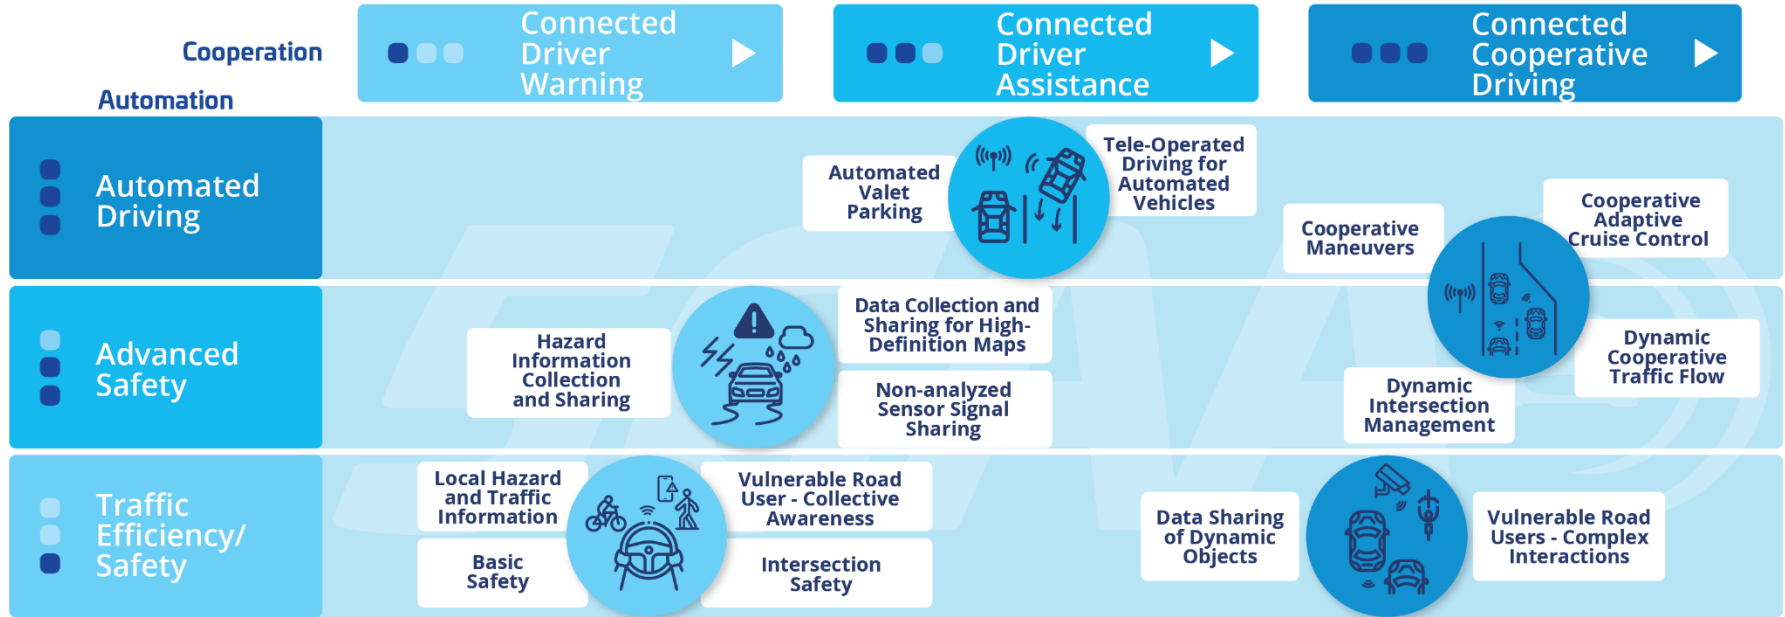 Cooperation
Automation
Connected
Driver
Warning
Connected
Driver
Assistance
Connected
Cooperative
Driving
Automated
Driving
Automated
Valet
Parking
Tele-Operated
Driving for
Automated
Vehicles
Cooperative
Maneuvers
Cooperative
Adaptive
Cruise Control
Advanced
Safety
Hazard
Information
Collection
and Sharing
Data Collection and
Sharing for High-
Definition Maps
Non-analyzed
Sensor Signal
Sharing
Dynamic
Intersection
Management
Dynamic
Cooperative
Traffic Flow
Traffic
Efficiency/
Safety
Local Hazard
and Traffic
Information
Basic
Safety
Vulnerable Road
User - Collective
Awareness
Intersection
Safety
Data Sharing
of Dynamic
Objects
Vulnerable Road
Users - Complex
Interactions
5GAA